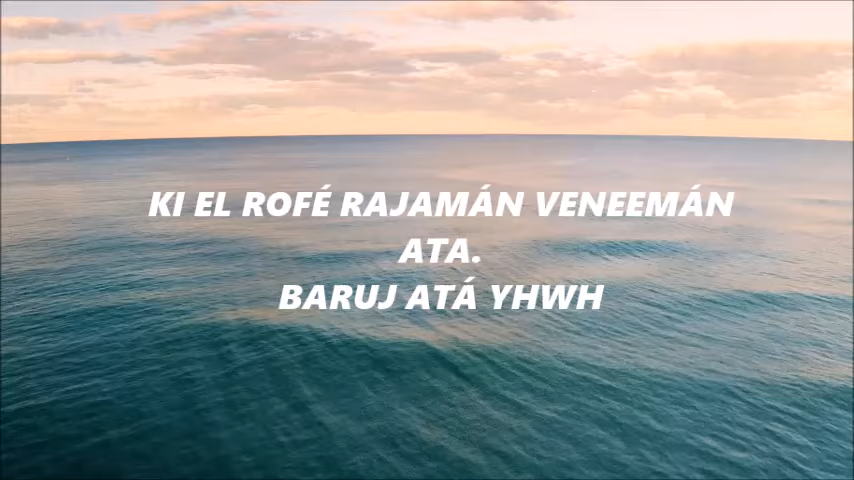 KI EL ROFÉ RAJAMÁN VENEEMÁN
ATA.
BARUJ ATÁ YHWH